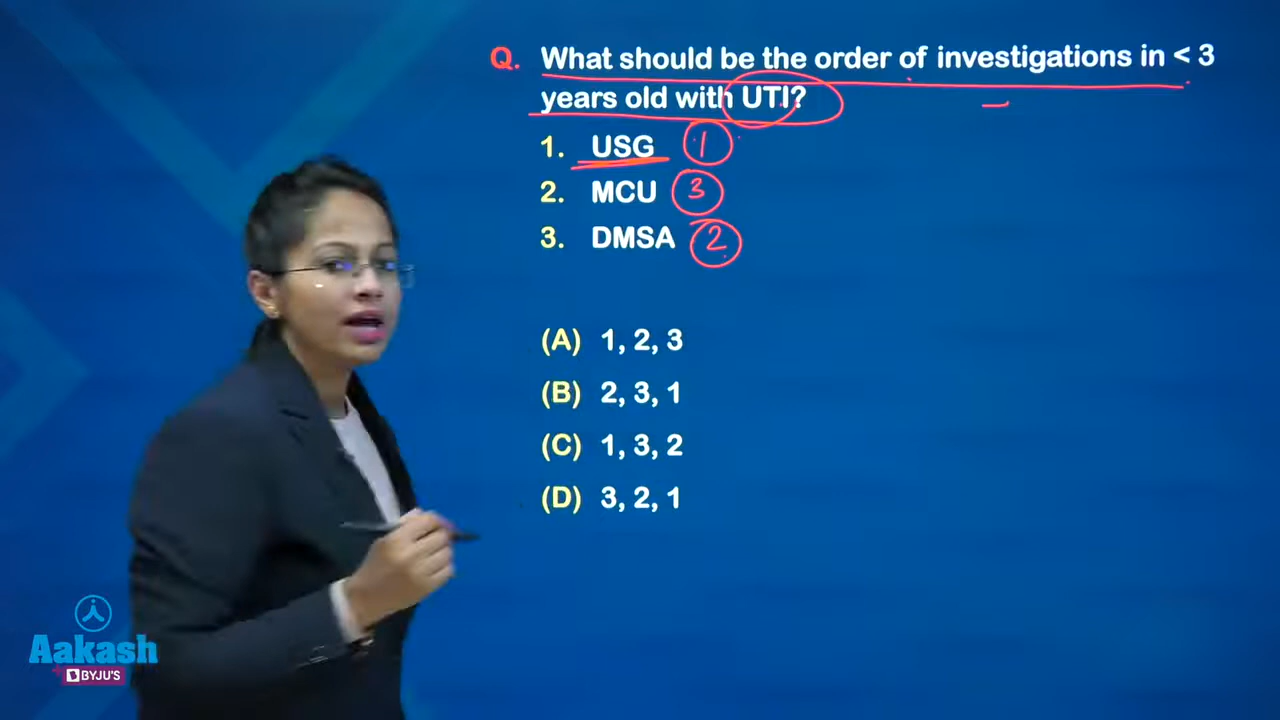 Q. What should be the order of investigations in < 3
years old with UTI?
1. USG 1
2. MCU 3
3. DMSA 2
(A) 1, 2, 3
(B) 2, 3, 1
(C) 1, 3, 2
(D) 3, 2, 1
Aakash
BYJU'S